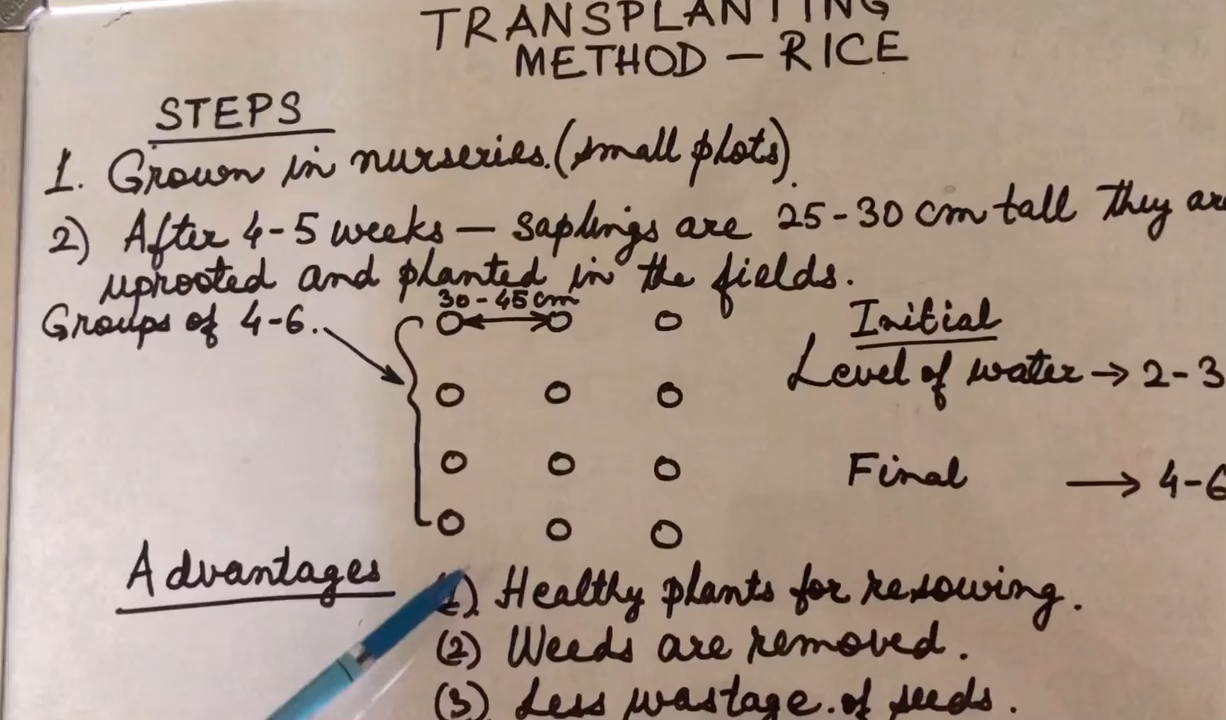 TRANSPLANTING
METHOD – RICE
STEPS
1. Grown in nurseries. (small plots).
2) After 4-5 weeks – saplings are 25-30 cm tall They are
uprooted and planted in the fields.
30-45cm
Groups of 4-6.
Initial
Level of water → 2-3
Final → 4-6
Advantages
(1) Healthy plants for resowing.
(2) Weeds are removed.
(3) Less wastage of seeds.